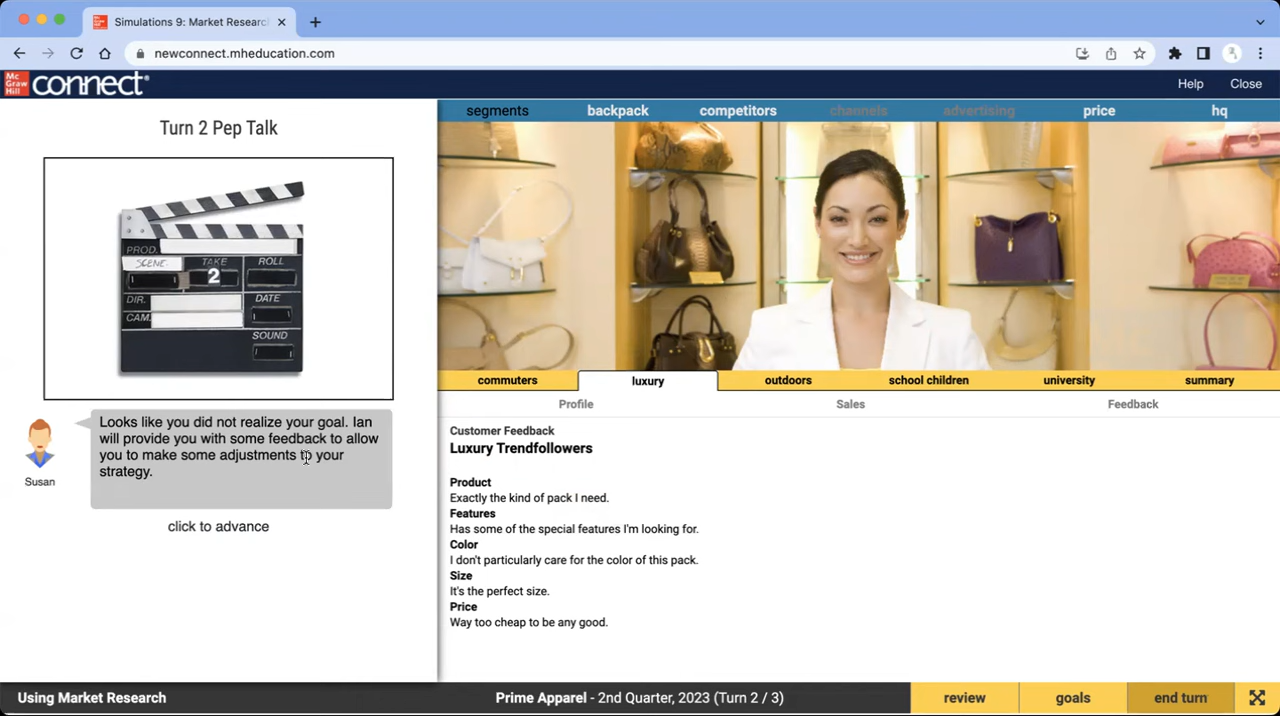 Simulations 9: Market Researc
newconnect.mheducation.com
Mc Graw Hill connect®
Help Close
Turn 2 Pep Talk
segments backpack competitors channels advertising price hq
PROD.
SCENE TAKE ROLL
2
DIR. DATE
CAM.
SOUND
commuters luxury outdoors school children university summary
Profile Sales Feedback
Looks like you did not realize your goal. Ian
will provide you with some feedback to allow
you to make some adjustments to your
strategy.
Susan
click to advance
Customer Feedback
Luxury Trendfollowers
Product
Exactly the kind of pack I need.
Features
Has some of the special features I'm looking for.
Color
I don't particularly care for the color of this pack.
Size
It's the perfect size.
Price
Way too cheap to be any good.
Using Market Research
Prime Apparel - 2nd Quarter, 2023 (Turn 2 / 3)
review goals end turn